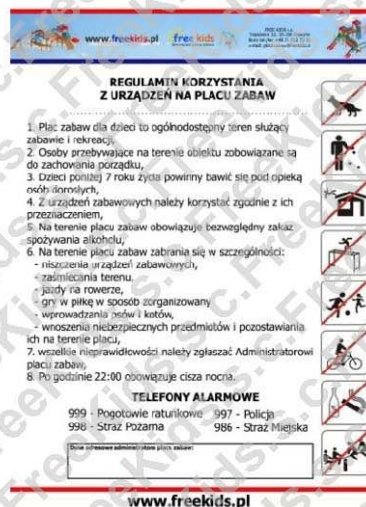 www.freekids.pl
free kids
REGULAMIN KORZYSTANIA
Z URZĄDZEŃ NA PLACU ZABAW
1. Plac zabaw dla dzieci to ogólnodostępny teren służący
zabawie i rekreacji,
2. Osoby przebywające na terenie obiektu zobowiązane są
do zachowania porządku,
3. Dzieci poniżej 7 roku życia powinny bawić się pod opieką
osób dorosłych,
4. Z urządzeń zabawowych należy korzystać zgodnie z ich
przeznaczeniem,
5. Na terenie placu zabaw obowiązuje bezwzględny zakaz
spożywania alkoholu,
6. Na terenie placu zabaw zabrania się w szczególności:
- niszczenia urządzeń zabawowych,
- zaśmiecania terenu.
- jazdy na rowerze,
- gry w piłkę w sposób zorganizowany
- wprowadzania psów i kotów,
- wnoszenia niebezpiecznych przedmiotów i pozostawiania
ich na terenie placu,
7. wszelkie nieprawidłowości należy zgłaszać Administratorowi
placu zabaw,
8. Po godzinie 22:00 obowiązuje cisza nocna.
TELEFONY ALARMOWE
999 - Pogotowie ratunkowe 997 - Policja
998 - Straż Pożarna 986 - Straż Miejska
Dane adresowe administratora placu zabaw:
www.freekids.pl